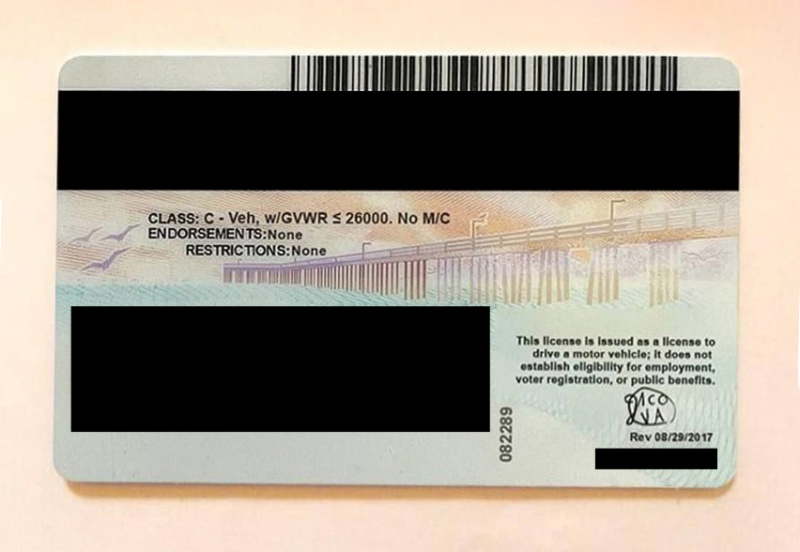 CLASS: C - Veh, w/GVWR ≤ 26000. No M/C
ENDORSEMENTS:None
RESTRICTIONS:None
This license is issued as a license to
drive a motor vehicle; it does not
establish eligibility for employment,
voter registration, or public benefits.
Rev 08/29/2017
082289